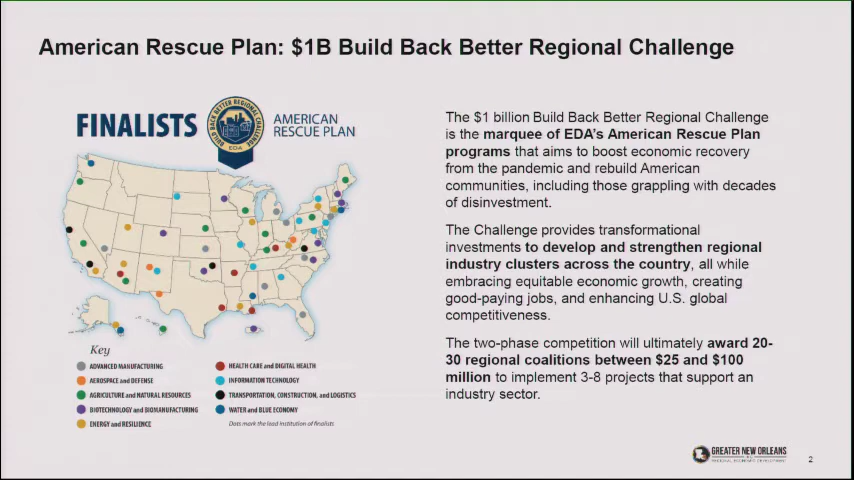 American Rescue Plan: $1B Build Back Better Regional Challenge
FINALISTS
BUILD BACK BETTER REGIONAL CHALLENGE
EDA
AMERICAN
RESCUE PLAN
The $1 billion Build Back Better Regional Challenge
is the marquee of EDA's American Rescue Plan
programs that aims to boost economic recovery
from the pandemic and rebuild American
communities, including those grappling with decades
of disinvestment.
The Challenge provides transformational
investments to develop and strengthen regional
industry clusters across the country, all while
embracing equitable economic growth, creating
good-paying jobs, and enhancing U.S. global
competitiveness.
The two-phase competition will ultimately award 20-
30 regional coalitions between $25 and $100
million to implement 3-8 projects that support an
industry sector.
Key
ADVANCED MANUFACTURING
AEROSPACE and DEFENSE
AGRICULTURE and NATURAL RESOURCES
BIOTECHNOLOGY and BIOMANUFACTURING
ENERGY and RESILIENCE
HEALTH CARE and DIGITAL HEALTH
INFORMATION TECHNOLOGY
TRANSPORTATION, CONSTRUCTION, and LOGISTICS
WATER and BLUE ECONOMY
Dots mark the lead institution of finalists
GREATER NEW ORLEANS
2